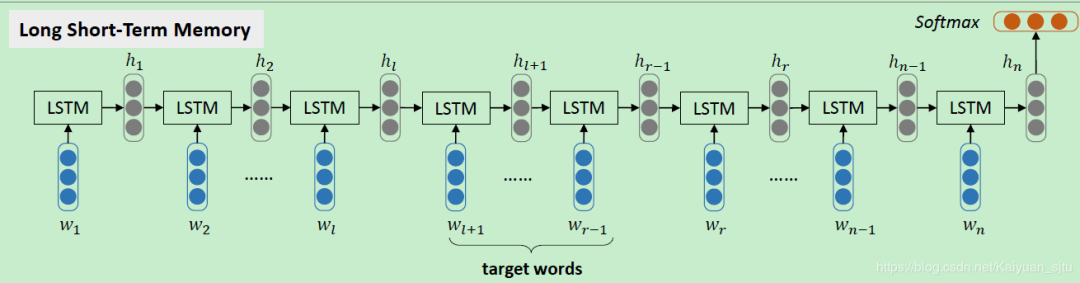 Long Short-Term Memory
Softmax
h₁ h₂ hₗ hₗ₊₁ hᵣ₋₁ hᵣ hₙ₋₁ hₙ
LSTM LSTM LSTM LSTM LSTM LSTM LSTM LSTM
...... ...... ......
w₁ w₂ wₗ wₗ₊₁ wᵣ₋₁ wᵣ wₙ₋₁ wₙ
target words
https://blog.csdn.net/Kaiyuan_sjtu